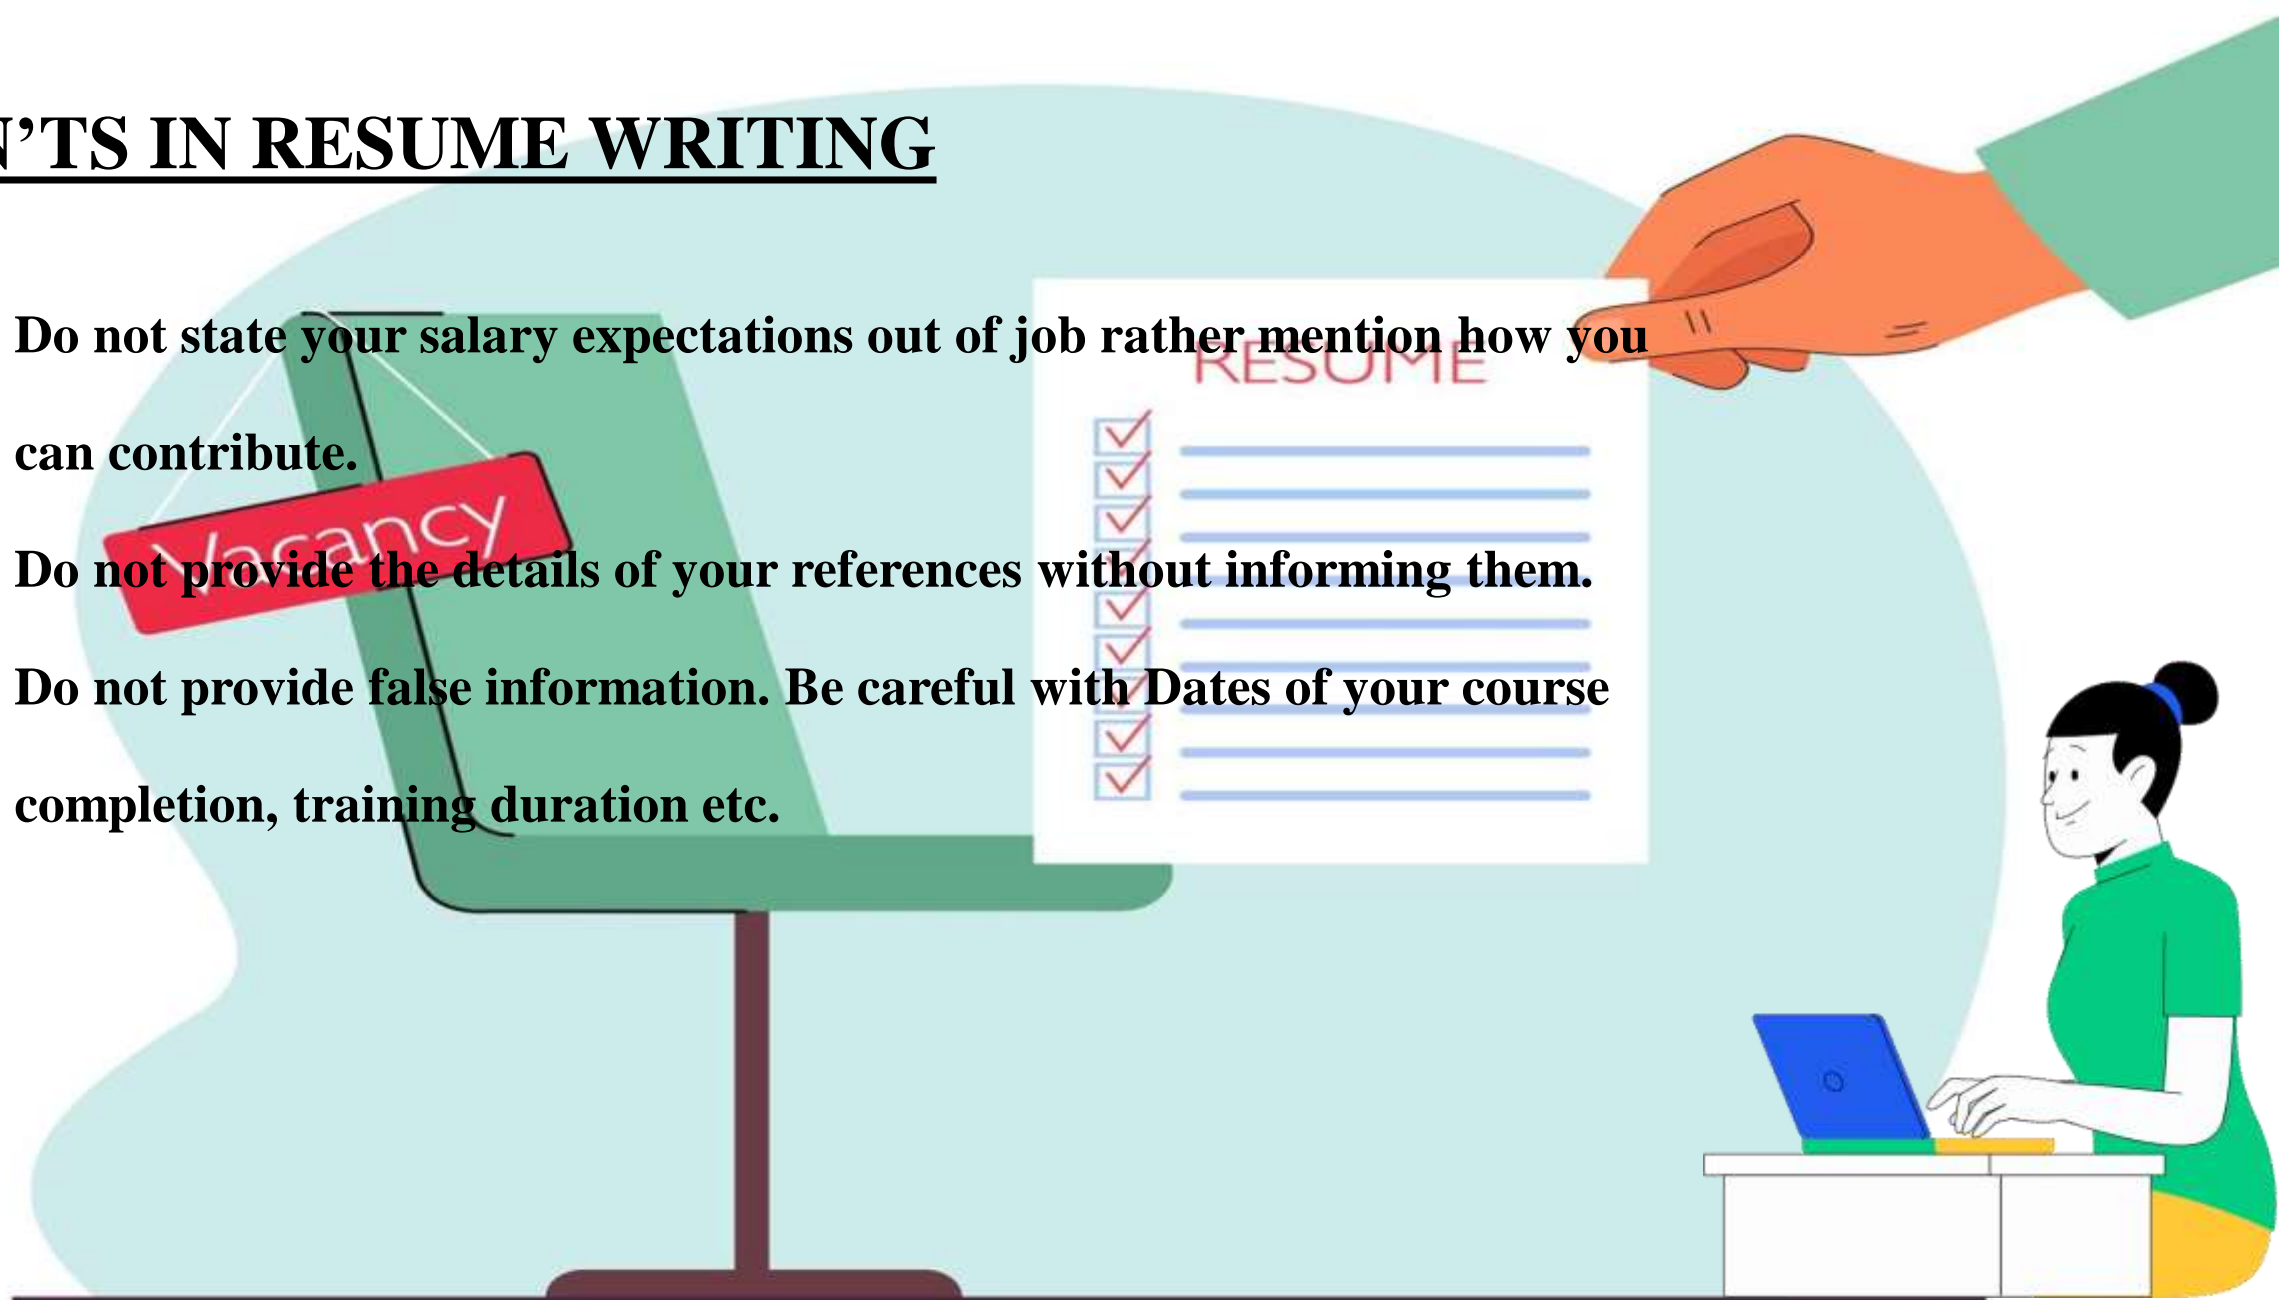 N’TS IN RESUME WRITING
Do not state your salary expectations out of job rather mention how you
RESUME
can contribute.
Vacancy
Do not provide the details of your references without informing them.
Do not provide false information. Be careful with Dates of your course
completion, training duration etc.